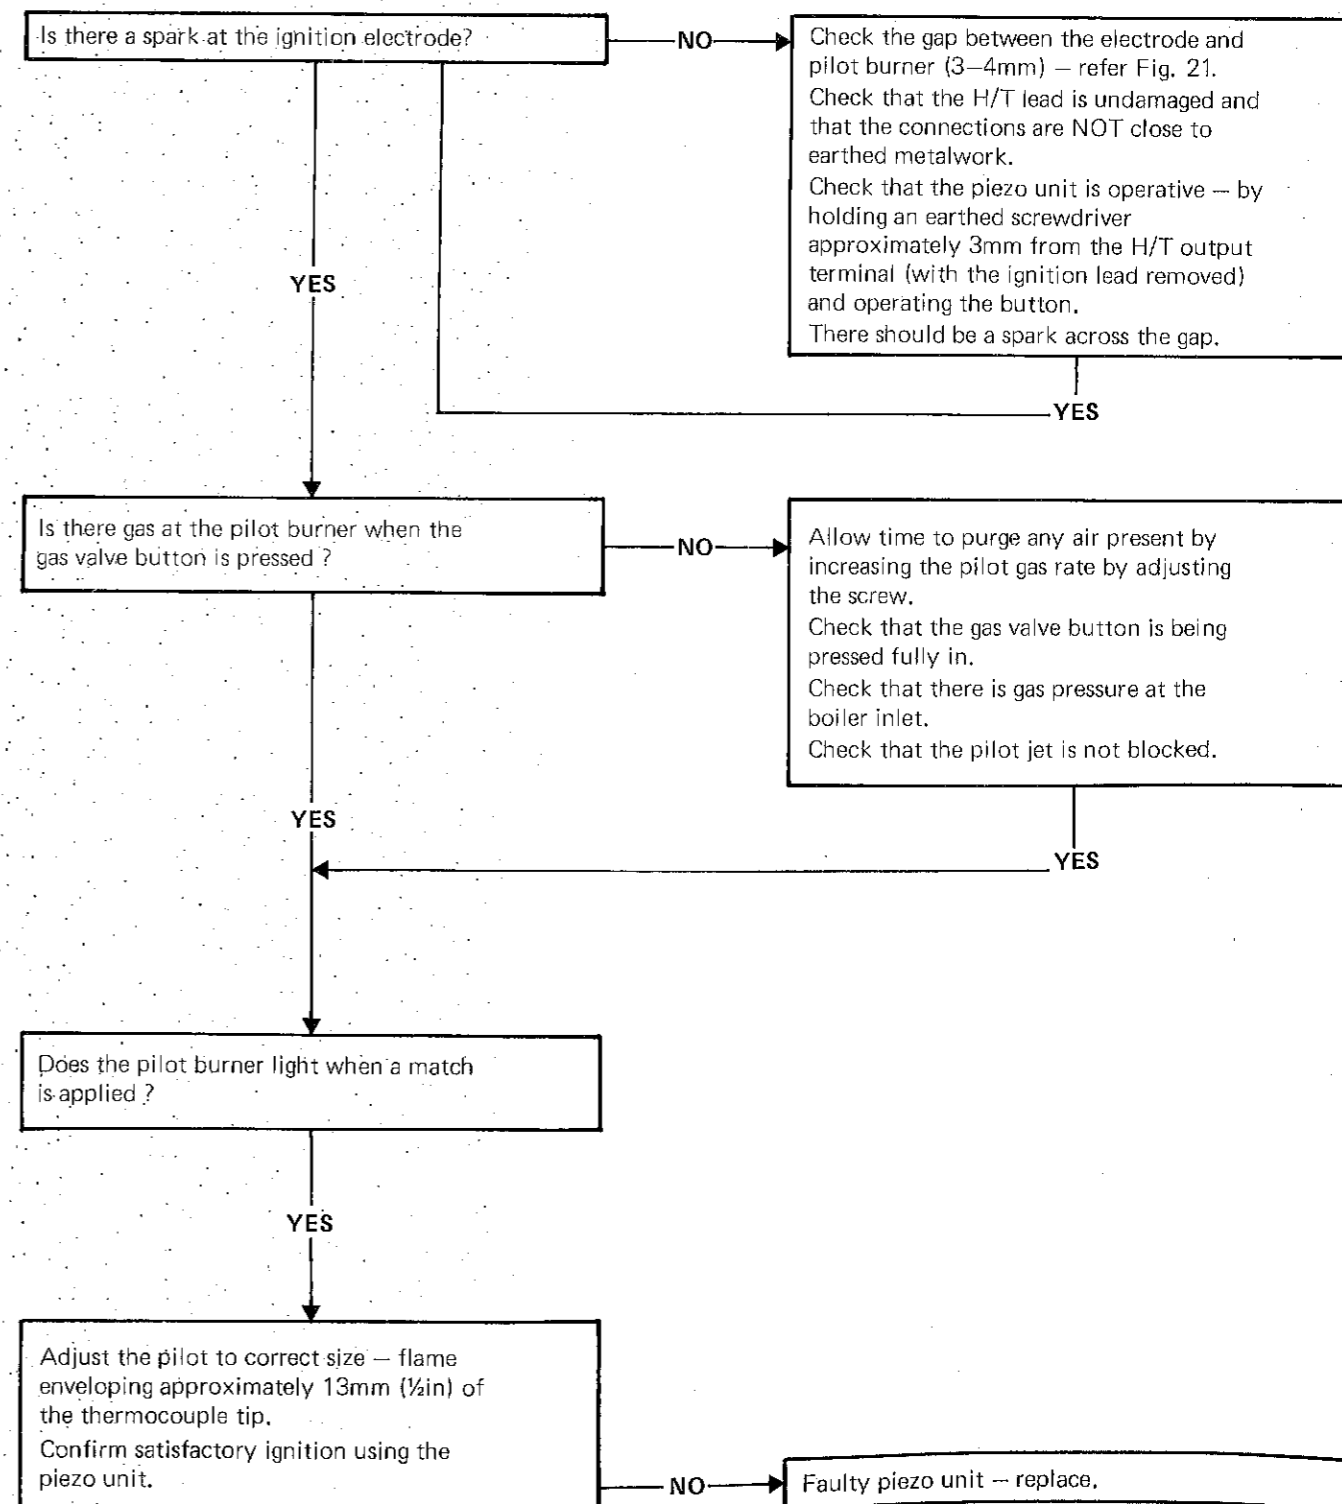 Is there a spark at the ignition electrode?
NO
Check the gap between the electrode and
pilot burner (3–4mm) – refer Fig. 21.
Check that the H/T lead is undamaged and
that the connections are NOT close to
earthed metalwork.
Check that the piezo unit is operative – by
holding an earthed screwdriver
approximately 3mm from the H/T output
terminal (with the ignition lead removed)
and operating the button.
There should be a spark across the gap.
YES
YES
Is there gas at the pilot burner when the
gas valve button is pressed ?
NO
Allow time to purge any air present by
increasing the pilot gas rate by adjusting
the screw.
Check that the gas valve button is being
pressed fully in.
Check that there is gas pressure at the
boiler inlet.
Check that the pilot jet is not blocked.
YES
YES
Does the pilot burner light when a match
is applied ?
YES
Adjust the pilot to correct size – flame
enveloping approximately 13mm (½in) of
the thermocouple tip.
Confirm satisfactory ignition using the
piezo unit.
NO
Faulty piezo unit – replace.